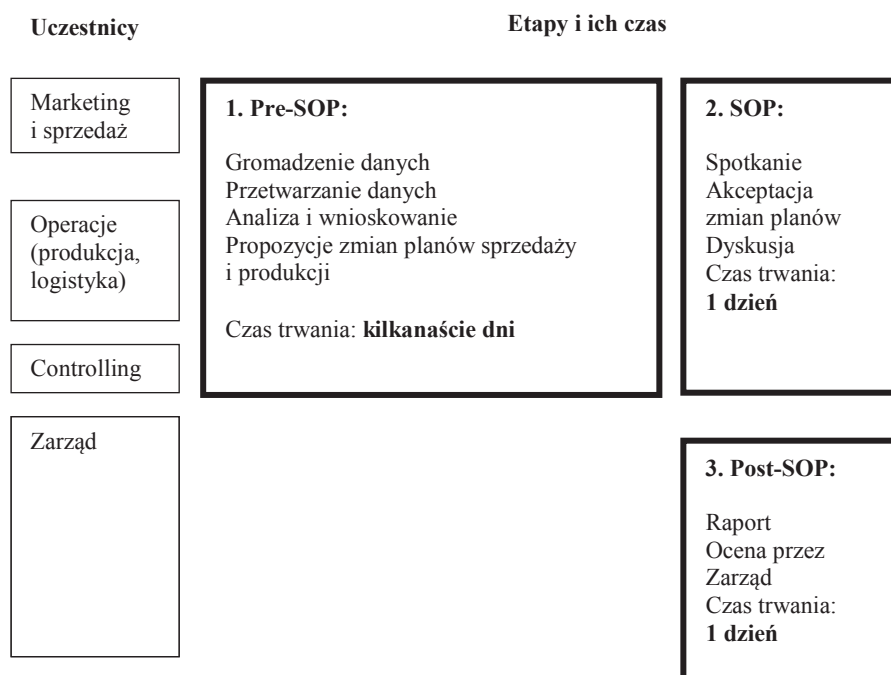 Uczestnicy
Etapy i ich czas
Marketing
i sprzedaż
Operacje
(produkcja,
logistyka)
Controlling
Zarząd
1. Pre-SOP:
Gromadzenie danych
Przetwarzanie danych
Analiza i wnioskowanie
Propozycje zmian planów sprzedaży
i produkcji
Czas trwania: kilkanaście dni
2. SOP:
Spotkanie
Akceptacja
zmian planów
Dyskusja
Czas trwania:
1 dzień
3. Post-SOP:
Raport
Ocena przez
Zarząd
Czas trwania:
1 dzień